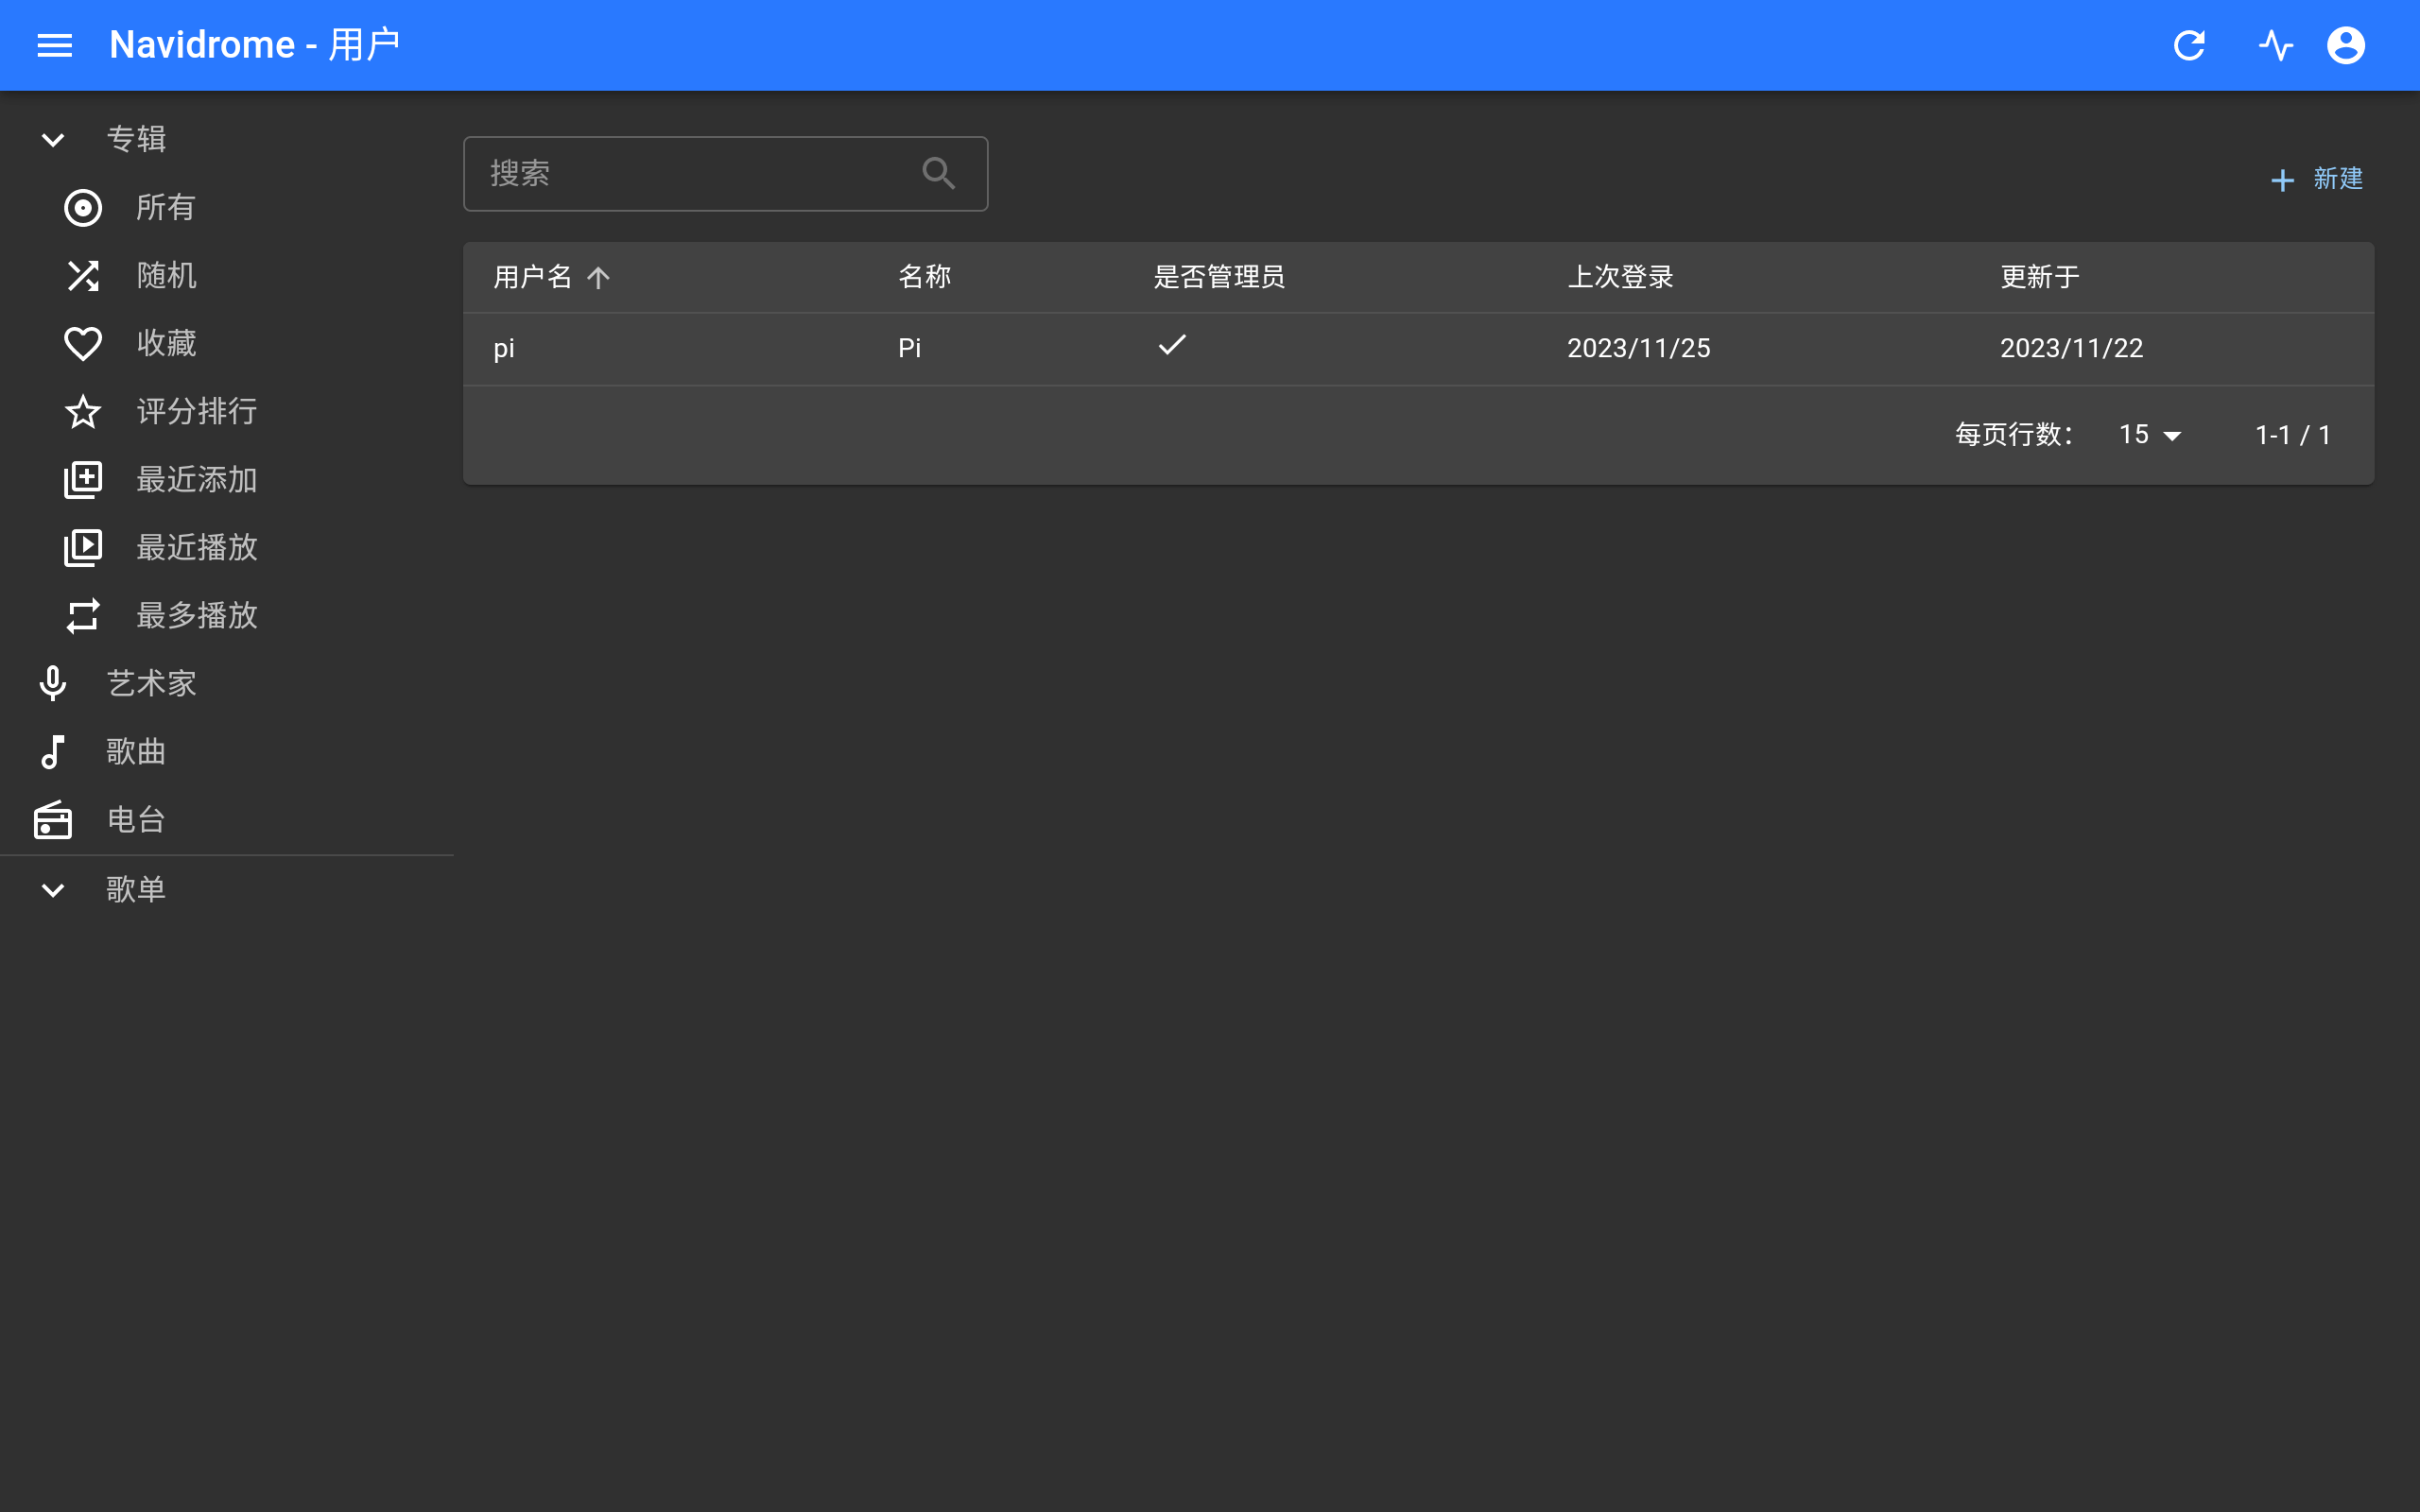 Navidrome - 用户
专辑
所有
随机
收藏
评分排行
最近添加
最近播放
最多播放
艺术家
歌曲
电台
歌单
搜索
新建
用户名 名称 是否管理员 上次登录 更新于
pi Pi 2023/11/25 2023/11/22
每页行数： 15 1-1 / 1